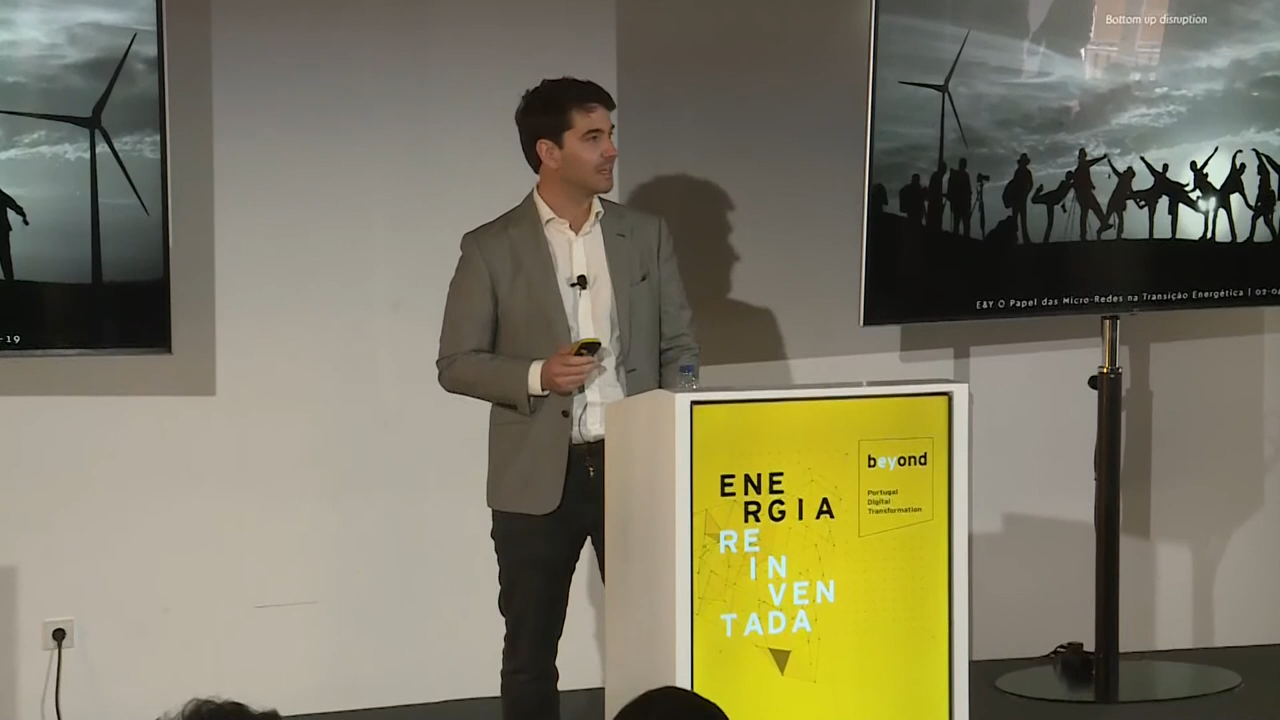 -19
Bottom up disruption
E&Y O Papel das Micro-Redes na Transição Energética | 02-0
beyond
Portugal
Digital
Transformation
ENE
RGIA
RE
IN
VEN
TADA